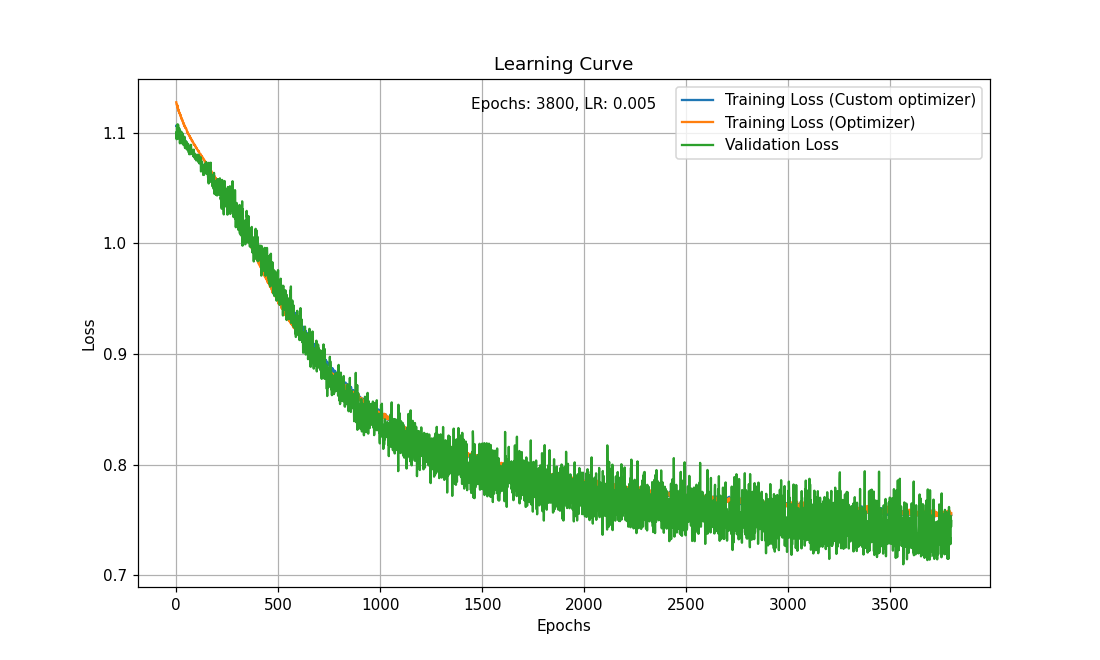 Learning Curve
Epochs: 3800, LR: 0.005
Training Loss (Custom optimizer)
Training Loss (Optimizer)
Validation Loss
Loss
1.1
1.0
0.9
0.8
0.7
0 500 1000 1500 2000 2500 3000 3500
Epochs